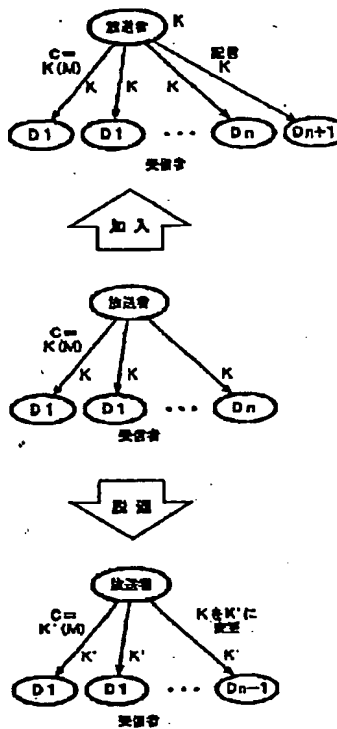 放送者 K
C=
K(M)
K K K
配信
K
D1 D1 ・・・ Dn Dn+1
受信者
加入
放送者
C=
K(M)
K K K
D1 D1 ・・・ Dn
受信者
脱退
放送者
C=
K'(M)
K' K' K'
KをK'に
変更
D1 D1 ・・・ Dn-1
受信者